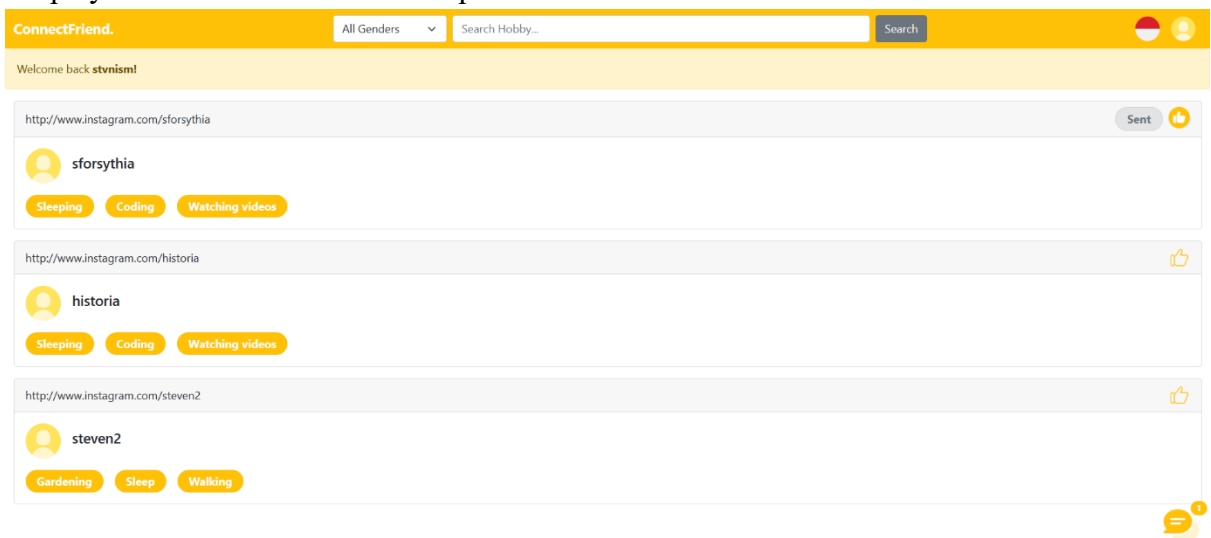 ConnectFriend. All Genders Search Hobby... Search
Welcome back stvnism!
http://www.instagram.com/sforsythia Sent
sforsythia
Sleeping Coding Watching videos
http://www.instagram.com/historia
historia
Sleeping Coding Watching videos
http://www.instagram.com/steven2
steven2
Gardening Sleep Walking
1